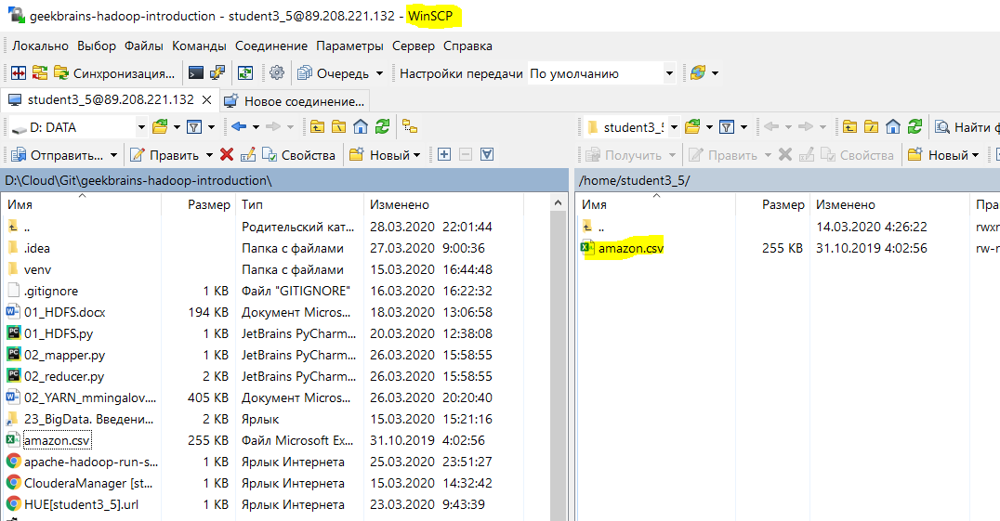 geekbrains-hadoop-introduction - student3_5@89.208.221.132 - WinSCP
Локально Выбор Файлы Команды Соединение Параметры Сервер Справка
Синхронизация... Очередь Настройки передачи По умолчанию
student3_5@89.208.221.132 Новое соединение...
D: DATA student3_5 Найти ф
Отправить... Править Свойства Новый Получить Править Свойства Новый
D:\Cloud\Git\geekbrains-hadoop-introduction\ /home/student3_5/
Имя Размер Тип Изменено Имя Размер Изменено Пра
.. Родительский кат... 28.03.2020 22:01:44 .. 14.03.2020 4:26:22 rwxr
.idea Папка с файлами 27.03.2020 9:00:36 amazon.csv 255 KB 31.10.2019 4:02:56 rw-r
venv Папка с файлами 15.03.2020 16:44:48
.gitignore 1 KB Файл "GITIGNORE" 16.03.2020 16:22:32
01_HDFS.docx 194 KB Документ Micros... 18.03.2020 13:06:58
01_HDFS.py 1 KB JetBrains PyCharm... 20.03.2020 12:38:08
02_mapper.py 1 KB JetBrains PyCharm... 26.03.2020 15:58:55
02_reducer.py 2 KB JetBrains PyCharm... 26.03.2020 15:58:55
02_YARN_mmingalov.... 405 KB Документ Micros... 26.03.2020 20:20:40
23_BigData. Введени... 2 KB Ярлык 15.03.2020 15:21:16
amazon.csv 255 KB Файл Microsoft Ex... 31.10.2019 4:02:56
apache-hadoop-run-s... 1 KB Ярлык Интернета 25.03.2020 23:51:27
ClouderaManager [st... 1 KB Ярлык Интернета 15.03.2020 14:32:42
HUE[student3_5].url 1 KB Ярлык Интернета 23.03.2020 9:43:39